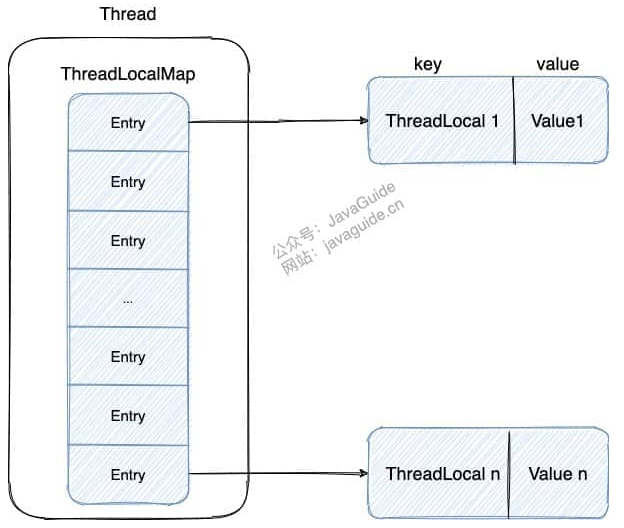 Thread
ThreadLocalMap
key value
Entry
ThreadLocal 1 Value1
Entry
公众号：JavaGuide
网站：javaguide.cn
Entry
...
Entry
Entry
Entry
ThreadLocal n Value n